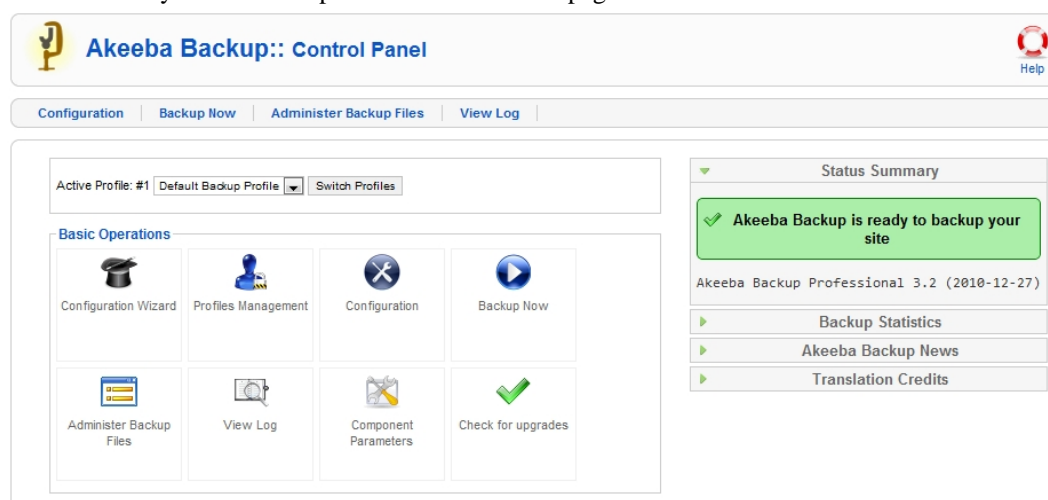 Akeeba Backup:: Control Panel
Help
Configuration
Backup Now
Administer Backup Files
View Log
Active Profile: #1 Default Backup Profile Switch Profiles
Basic Operations
Configuration Wizard
Profiles Management
Configuration
Backup Now
Administer Backup
Files
View Log
Component
Parameters
Check for upgrades
Status Summary
Akeeba Backup is ready to backup your
site
Akeeba Backup Professional 3.2 (2010-12-27)
Backup Statistics
Akeeba Backup News
Translation Credits